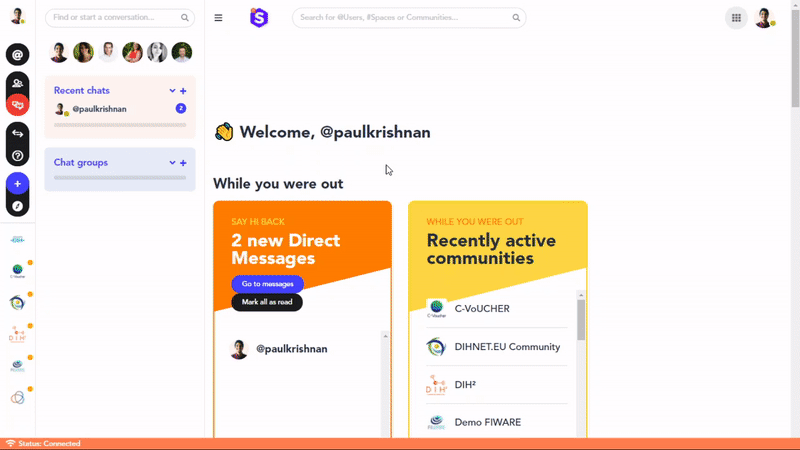 Find or start a conversation...
Search for @Users, #Spaces or Communities...
Recent chats
@paulkrishnan
2
Chat groups
Welcome, @paulkrishnan
While you were out
SAY HI BACK
2 new Direct
Messages
Go to messages
Mark all as read
@paulkrishnan
WHILE YOU WERE OUT
Recently active
communities
C-VoUCHER
DIHNET.EU Community
DIH²
Demo FIWARE
Status: Connected